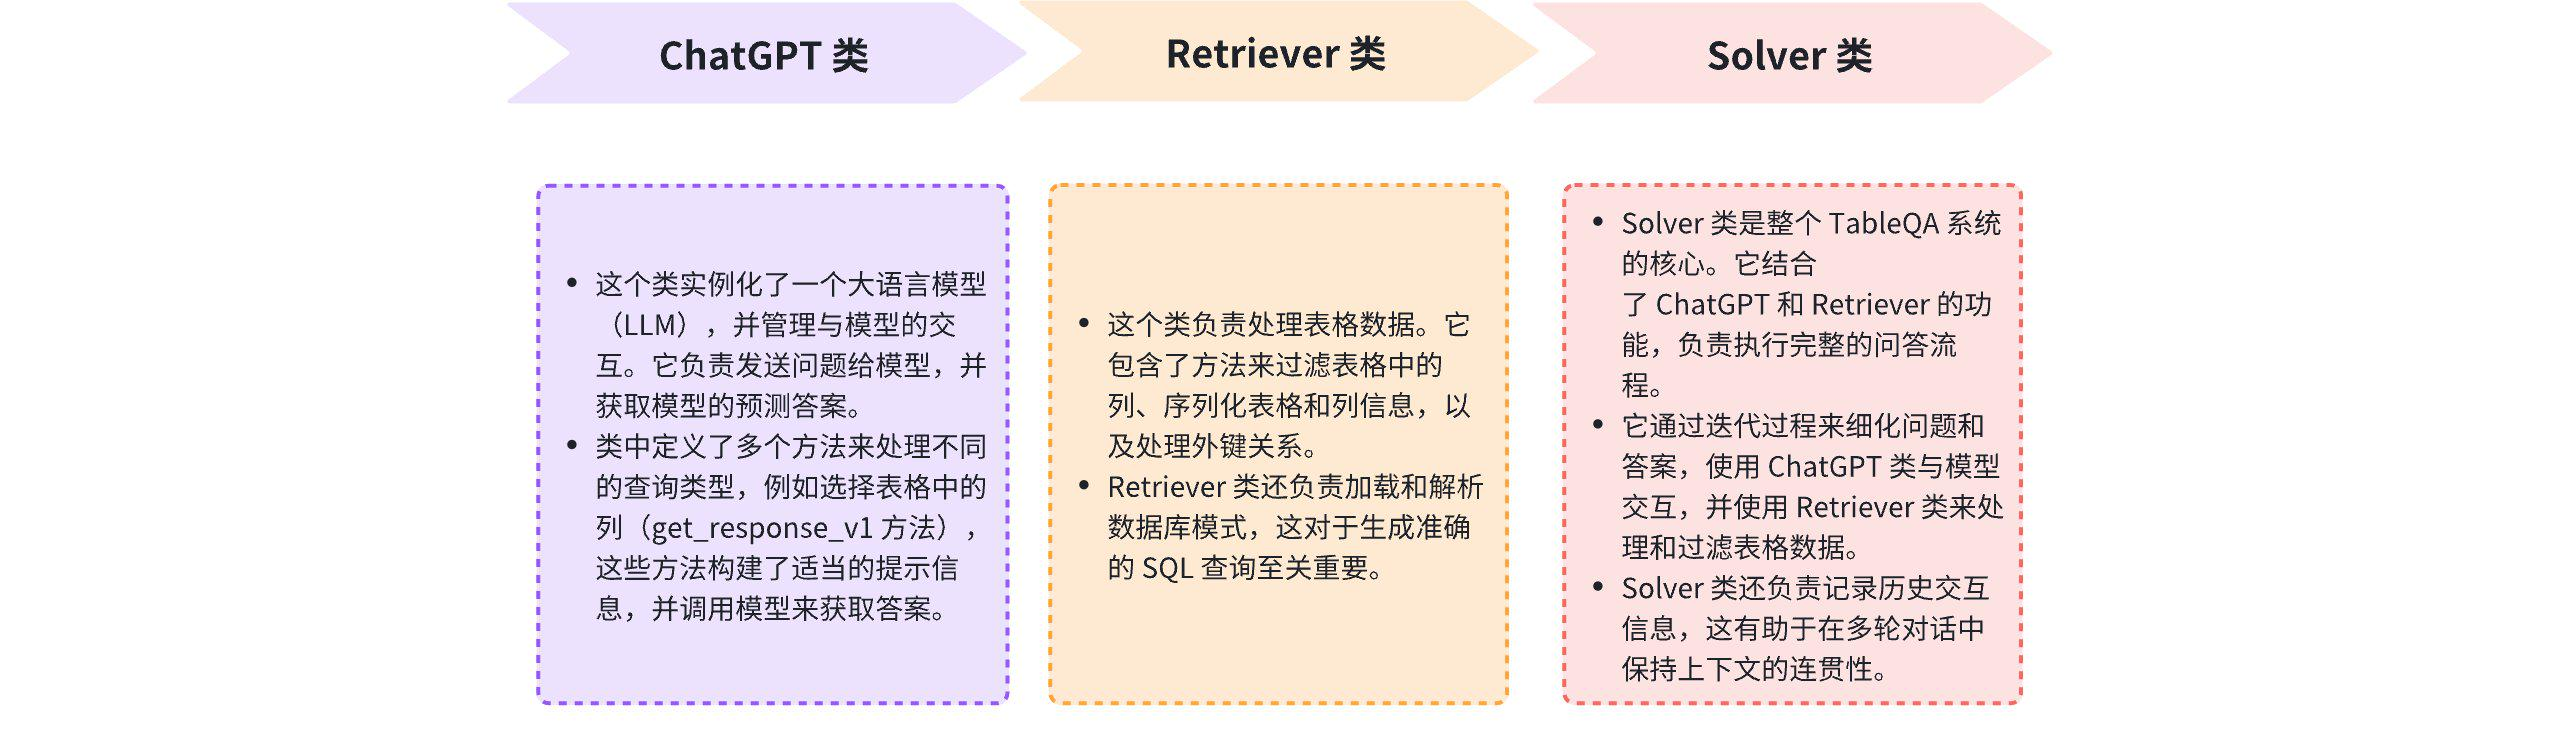 ChatGPT 类
Retriever 类
Solver 类
• 这个类实例化了一个大语言模型
（LLM），并管理与模型的交
互。它负责发送问题给模型，并
获取模型的预测答案。
• 类中定义了多个方法来处理不同
的查询类型，例如选择表格中的
列（get_response_v1 方法），
这些方法构建了适当的提示信
息，并调用模型来获取答案。
• 这个类负责处理表格数据。它
包含了方法来过滤表格中的
列、序列化表格和列信息，以
及处理外键关系。
• Retriever 类还负责加载和解析
数据库模式，这对于生成准确
的 SQL 查询至关重要。
• Solver 类是整个 TableQA 系统
的核心。它结合
了 ChatGPT 和 Retriever 的功
能，负责执行完整的问答流
程。
• 它通过迭代过程来细化问题和
答案，使用 ChatGPT 类与模型
交互，并使用 Retriever 类来处
理和过滤表格数据。
• Solver 类还负责记录历史交互
信息，这有助于在多轮对话中
保持上下文的连贯性。